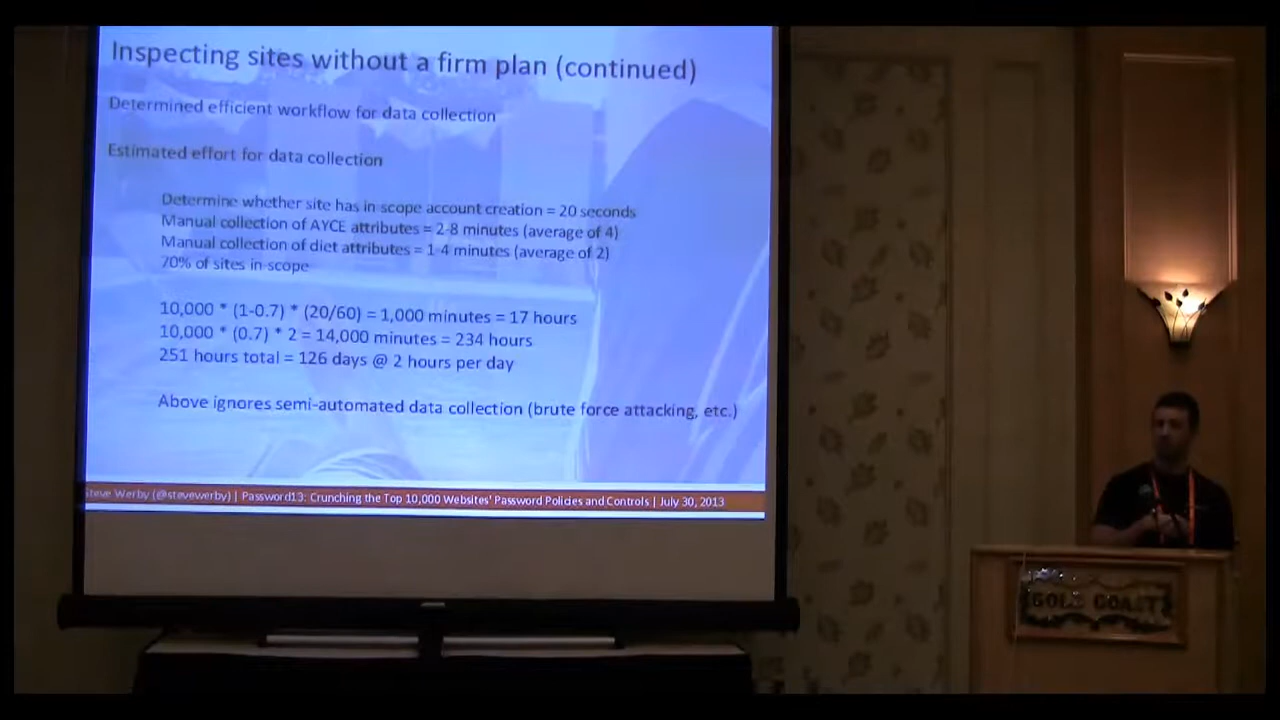 Inspecting sites without a firm plan (continued)
Determined efficient workflow for data collection
Estimated effort for data collection
Determine whether site has in scope account creation = 20 seconds
Manual collection of AYCE attributes = 2-8 minutes (average of 4)
Manual collection of diet attributes = 1-4 minutes (average of 2)
70% of sites in scope
10,000 * (1-0.7) * (20/60) = 1,000 minutes = 17 hours
10,000 * (0.7) * 2 = 14,000 minutes = 234 hours
251 hours total = 126 days @ 2 hours per day
Above ignores semi-automated data collection (brute force attacking, etc.)
Steve Werby (@stevewerby) | Password13: Crunching the Top 10,000 Websites' Password Policies and Controls | July 30, 2013
GOLD COAST